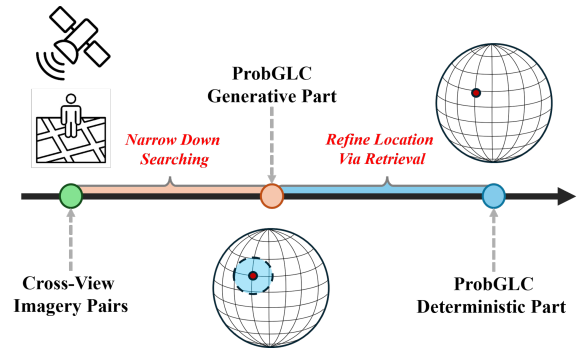 ProbGLC
Generative Part
Narrow Down
Searching
Refine Location
Via Retrieval
Cross-View
Imagery Pairs
ProbGLC
Deterministic Part